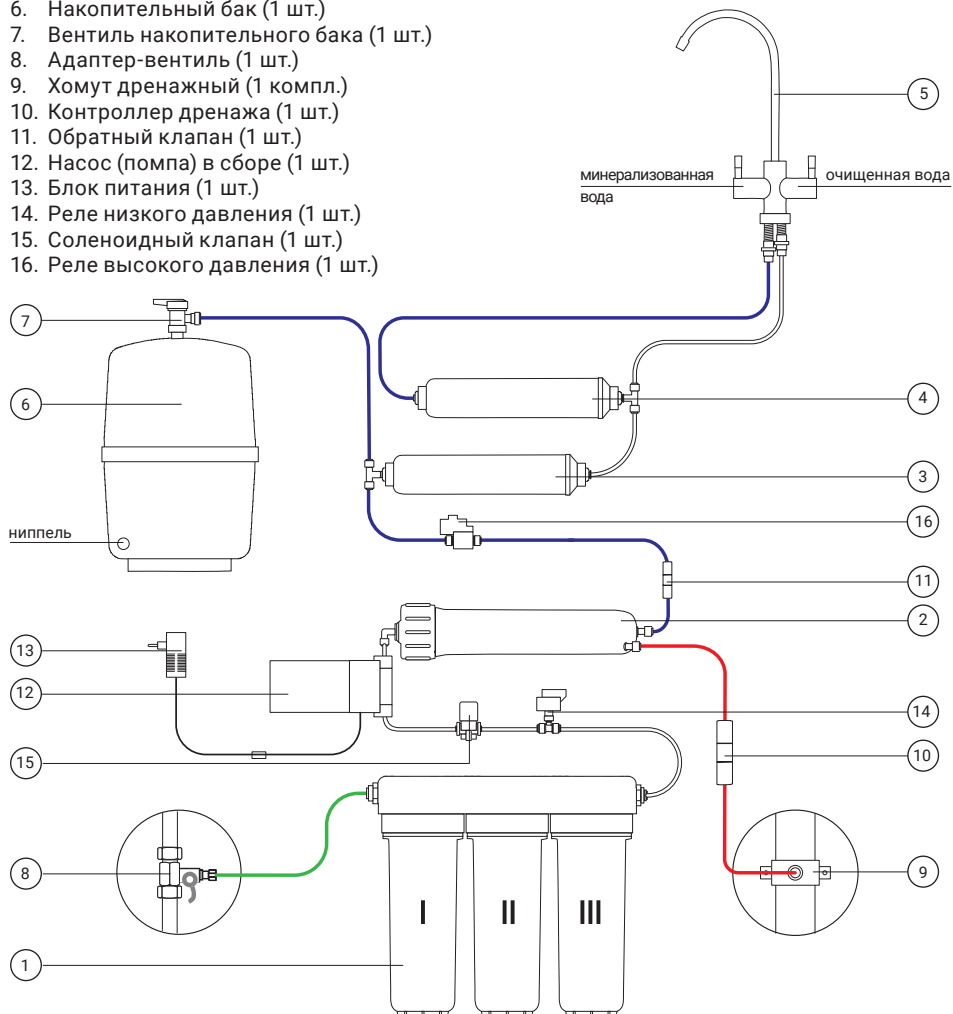 6. Накопительный бак (1 шт.)
7. Вентиль накопительного бака (1 шт.)
8. Адаптер-вентиль (1 шт.)
9. Хомут дренажный (1 компл.)
10. Контроллер дренажа (1 шт.)
11. Обратный клапан (1 шт.)
12. Насос (помпа) в сборе (1 шт.)
13. Блок питания (1 шт.)
14. Реле низкого давления (1 шт.)
15. Соленоидный клапан (1 шт.)
16. Реле высокого давления (1 шт.)
5
минерализованная
вода
очищенная вода
7
6
4
3
16
ниппель
11
2
13
12
14
15
10
8
9
I
II
III
1